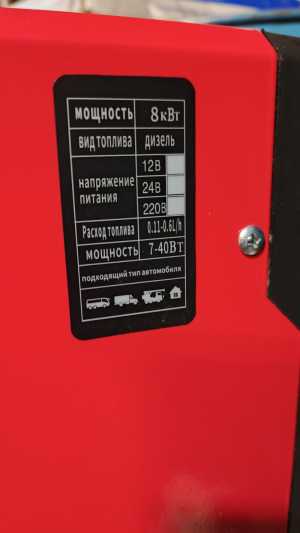 мощность 8кВт
вид топлива дизель
напряжение питания 12В
24В
220В
Расход топлива 0.11-0.6L/h
мощность 7-40Вт
подходящий тип автомобиля